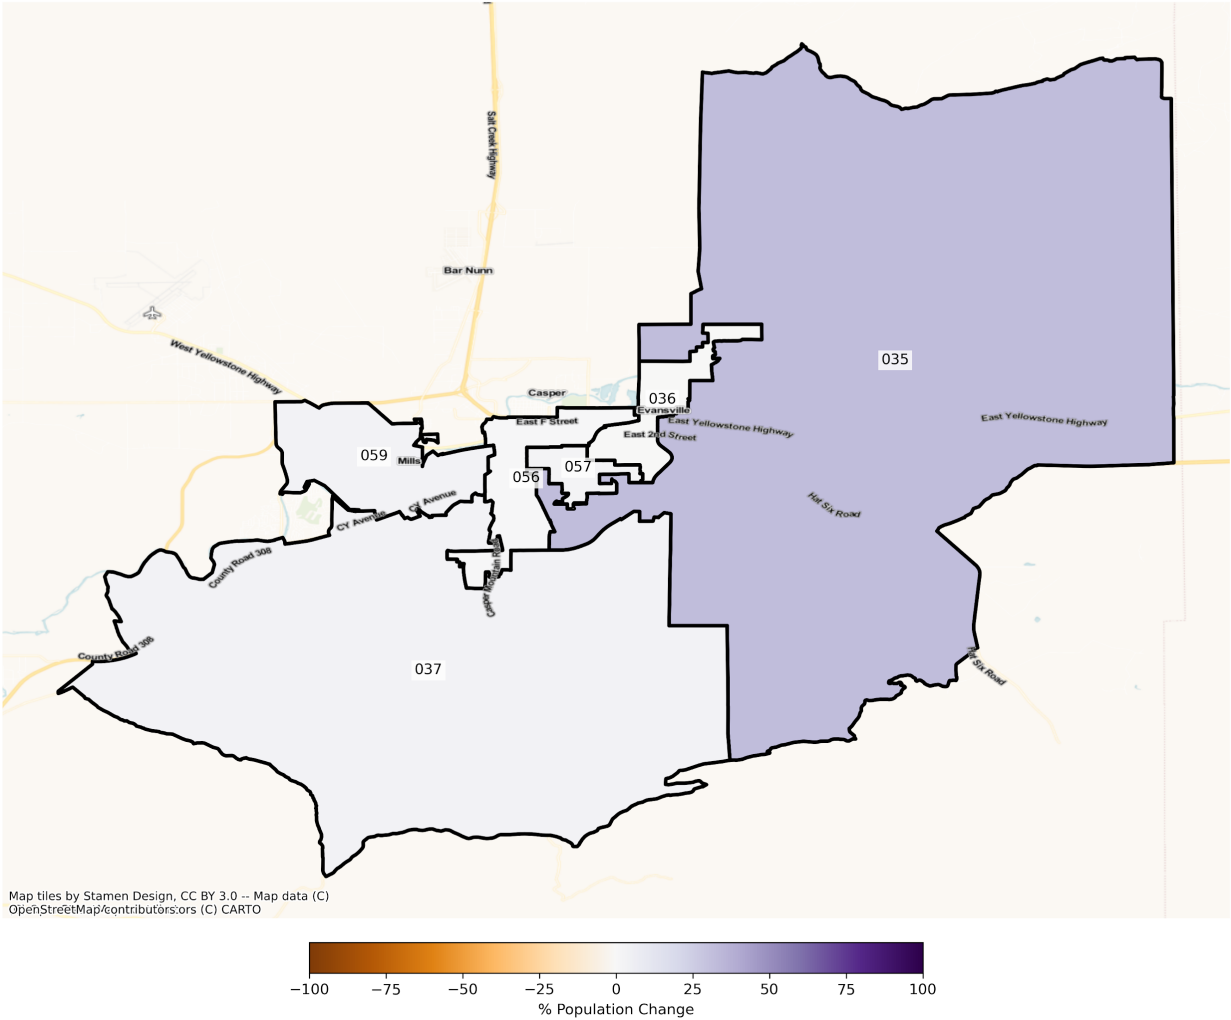 Salt Creek Highway
Bar Nunn
West Yellowstone Highway
035
Casper
036
Evansville
East F Street
East Yellowstone Highway
East Yellowstone Highway
East 2nd Street
059
Mills
056
057
CY Avenue
CY Avenue
Hat Six Road
County Road 308
Casper Mountain Road
County Road 308
Hat Six Road
037
Map tiles by Stamen Design, CC BY 3.0 -- Map data (C)
OpenStreetMap contributors (C) CARTO
−100 −75 −50 −25 0 25 50 75 100
% Population Change